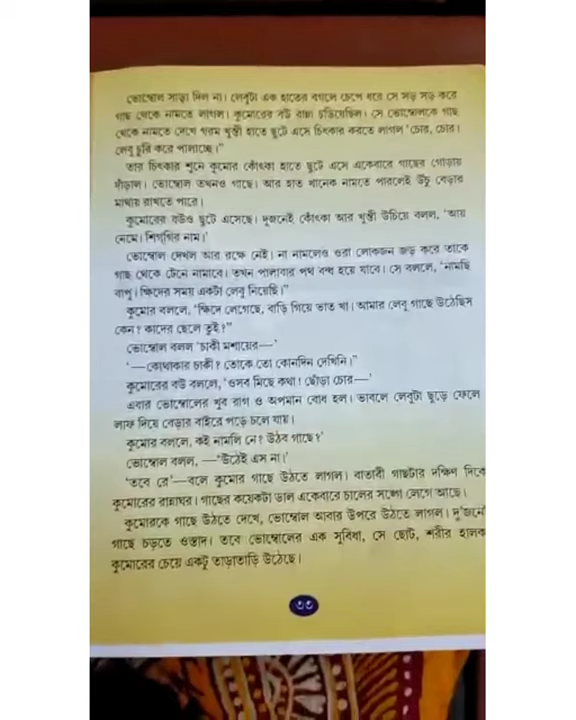 ভোম্বোল সাড়া দিল না। লেবুটা এক হাতের বগলে চেপে ধরে সে সড় সড় করে
গাছ থেকে নামতে লাগল। কুমোরের বউ রান্না চড়িয়েছিল। সে ভোম্বোলকে গাছ
থেকে নামতে দেখে গরম খুন্তী হাতে ছুটে এসে চিৎকার করতে লাগল ‘চোর, চোর।
লেবু চুরি করে পালাচ্ছে।”
তার চিৎকার শুনে কুমোর কোঁৎকা হাতে ছুটে এসে একেবারে গাছের গোড়ায়
দাঁড়াল। ভোম্বোল তখনও গাছে। আর হাত খানেক নামতে পারলেই উঁচু বেড়ার
মাথায় রাখতে পারে।
কুমোরের বউও ছুটে এসেছে। দুজনেই কোঁৎকা আর খুন্তী উচিয়ে বলল, ‘আয়
নেমে। শিগ্গির নাম।’
ভোম্বোল দেখল আর রক্ষে নেই। না নামলেও ওরা লোকজন জড় করে তাকে
গাছ থেকে টেনে নামাবে। তখন পালাবার পথ বন্ধ হয়ে যাবে। সে বললে, ‘নামছি
বাপু। ক্ষিদের সময় একটা লেবু নিয়েছি।”
কুমোর বললে, ‘ক্ষিদে লেগেছে, বাড়ি গিয়ে ভাত খা। আমার লেবু গাছে উঠেছিস
কেন? কাদের ছেলে তুই?”
ভোম্বোল বলল ‘চাকী মশায়ের—’
‘—কোথাকার চাকী? তোকে তো কোনদিন দেখিনি।”
কুমোরের বউ বললে, ‘ওসব মিছে কথা! ছোঁড়া চোর—’
এবার ভোম্বোলের খুব রাগ ও অপমান বোধ হল। ভাবলে লেবুটা ছুড়ে ফেলে
লাফ দিয়ে বেড়ার বাইরে পড়ে চলে যায়।
কুমোর বললে, কই নামলি নে? উঠব গাছে?’
ভোম্বোল বলল, —‘উঠেই এস না।’
‘তবে রে’—বলে কুমোর গাছে উঠতে লাগল। বাতাবী গাছটার দক্ষিণ দিকে
কুমোরের রান্নাঘর। গাছের কয়েকটা ডাল একেবারে চালের সঙ্গে লেগে আছে।
কুমোরকে গাছে উঠতে দেখে, ভোম্বোল আবার উপরে উঠতে লাগল। দু’জনে
গাছে চড়তে ওস্তাদ। তবে ভোম্বোলের এক সুবিধা, সে ছোট, শরীর হালক
কুমোরের চেয়ে একটু তাড়াতাড়ি উঠেছে।
৩৩